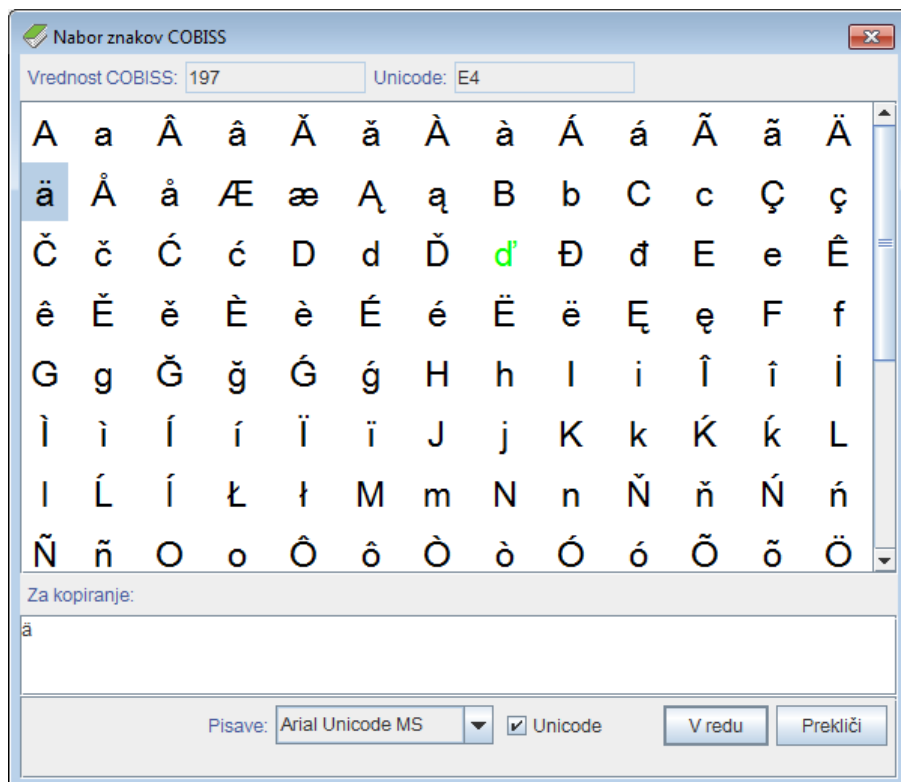 Nabor znakov COBISS
Vrednost COBISS: 197 Unicode: E4
A a Â â Ǎ ǎ À à Á á Ã ã Ä
ä Å å Æ æ Ą ą B b C c Ç ç
Č č Ć ć D d Ď ď Đ đ E e Ê
ê Ě ě È è É é Ë ë Ę ę F f
G g Ğ ğ Ǵ ǵ H h I i Î î İ
Ì ì Í í Ï ï J j K k Ḱ ḱ L
l Ĺ ĺ Ł ł M m N n Ň ň Ń ń
Ñ ñ O o Ô ô Ò ò Ó ó Õ õ Ö
Za kopiranje:
ä
Pisave: Arial Unicode MS Unicode V redu Prekliči